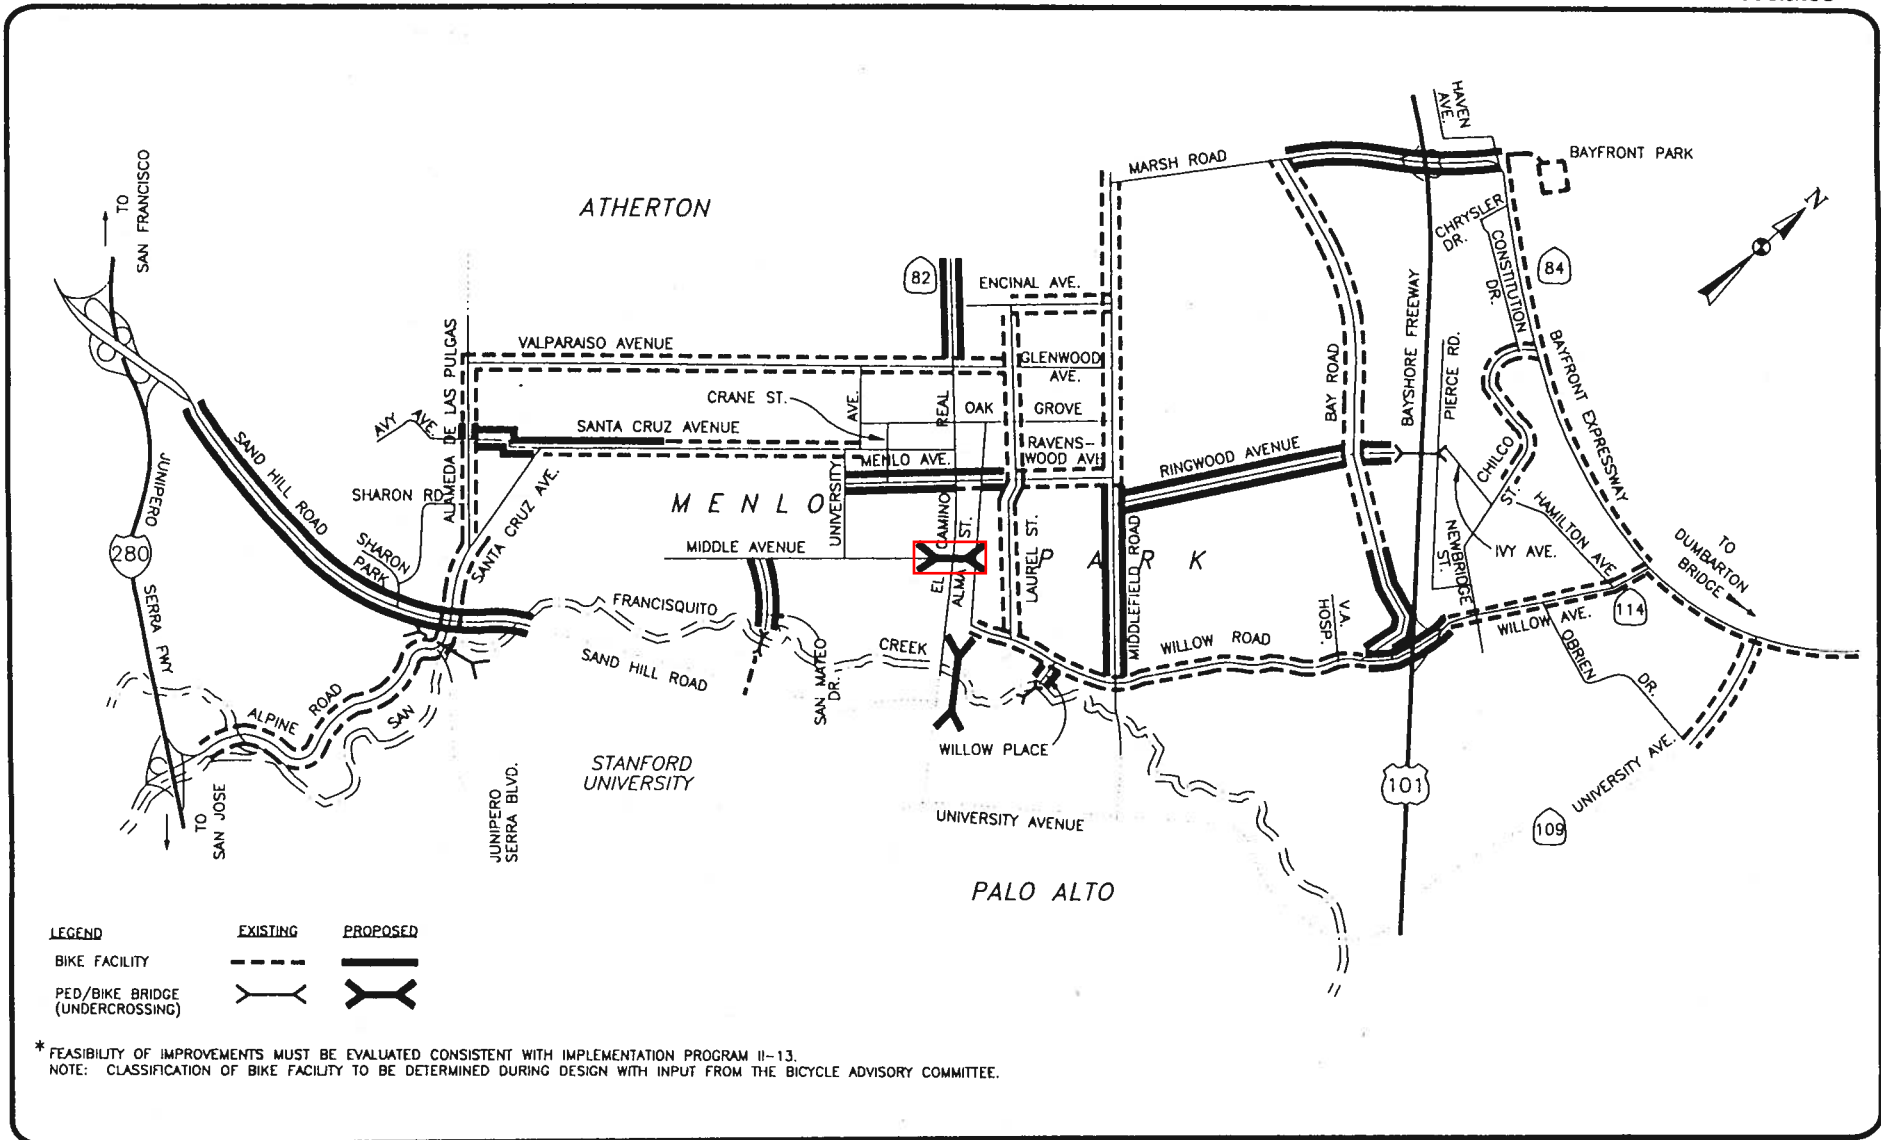 TO
SAN FRANCISCO
ATHERTON
82
ENCINAL AVE.
MARSH ROAD
HAVEN
AVE.
BAYFRONT PARK
N
CHRYSLER
DR.
CONSTITUTION
DR.
84
BAYFRONT EXPRESSWAY
BAYSHORE FREEWAY
PIERCE RD.
BAY ROAD
VALPARAISO AVENUE
GLENWOOD
AVE.
CRANE ST.
AVE.
REAL
OAK
GROVE
ALAMEDA DE LAS PULGAS
AVY AVE.
SANTA CRUZ AVENUE
RAVENS-
WOOD AVE
MENLO AVE.
RINGWOOD AVENUE
CHILCO
ST.
SAND HILL ROAD
SHARON RD
SANTA CRUZ AVE.
MENLO
UNIVERSITY
CAMINO
ST.
HAMILTON AVE
JUNIPERO
280
SERRA FWY
SHARON
PARK
MIDDLE AVENUE
EL
ALMA
LAUREL ST.
PARK
MIDDLEFIELD ROAD
NEWBRIDGE
ST.
IVY AVE.
TO
DUMBARTON
BRIDGE
FRANCISQUITO
V.A.
HOSP.
WILLOW AVE.
114
CREEK
WILLOW ROAD
SAND HILL ROAD
SAN MATEO
DR.
OBRIEN
DR.
ALPINE
ROAD
SAN
WILLOW PLACE
STANFORD
UNIVERSITY
JUNIPERO
SERRA BLVD.
TO
SAN JOSE
101
UNIVERSITY AVE.
109
UNIVERSITY AVENUE
PALO ALTO
LEGEND
EXISTING
PROPOSED
BIKE FACILITY
PED/BIKE BRIDGE
(UNDERCROSSING)
* FEASIBILITY OF IMPROVEMENTS MUST BE EVALUATED CONSISTENT WITH IMPLEMENTATION PROGRAM II-13.
NOTE: CLASSIFICATION OF BIKE FACILITY TO BE DETERMINED DURING DESIGN WITH INPUT FROM THE BICYCLE ADVISORY COMMITTEE.